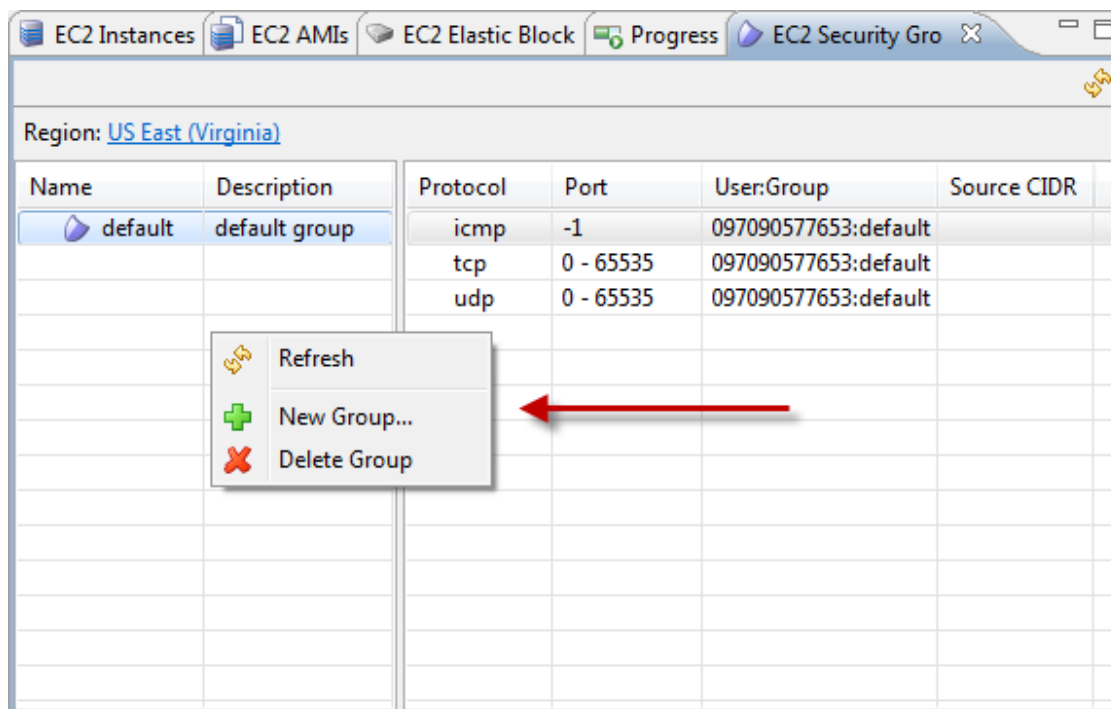 EC2 Instances EC2 AMIs EC2 Elastic Block Progress EC2 Security Gro
Region: US East (Virginia)
Name Description Protocol Port User:Group Source CIDR
default default group icmp -1 097090577653:default
tcp 0 - 65535 097090577653:default
udp 0 - 65535 097090577653:default
Refresh
New Group...
Delete Group